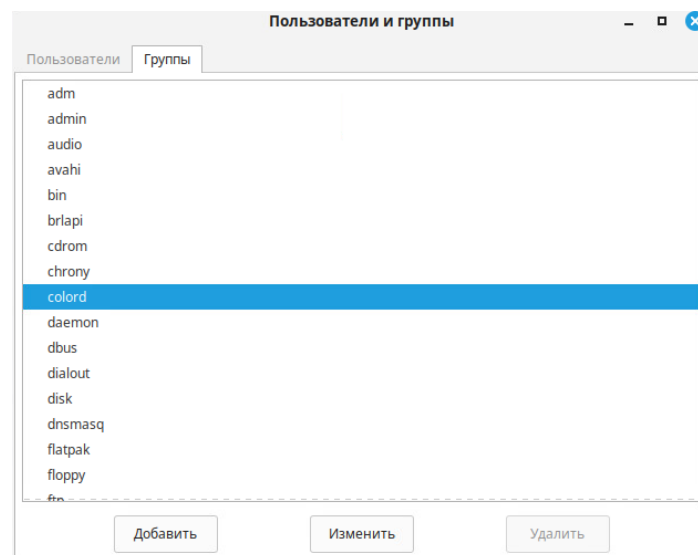 Пользователи и группы
Пользователи Группы
adm
admin
audio
avahi
bin
brlapi
cdrom
chrony
colord
daemon
dbus
dialout
disk
dnsmasq
flatpak
floppy
ftp
Добавить Изменить Удалить